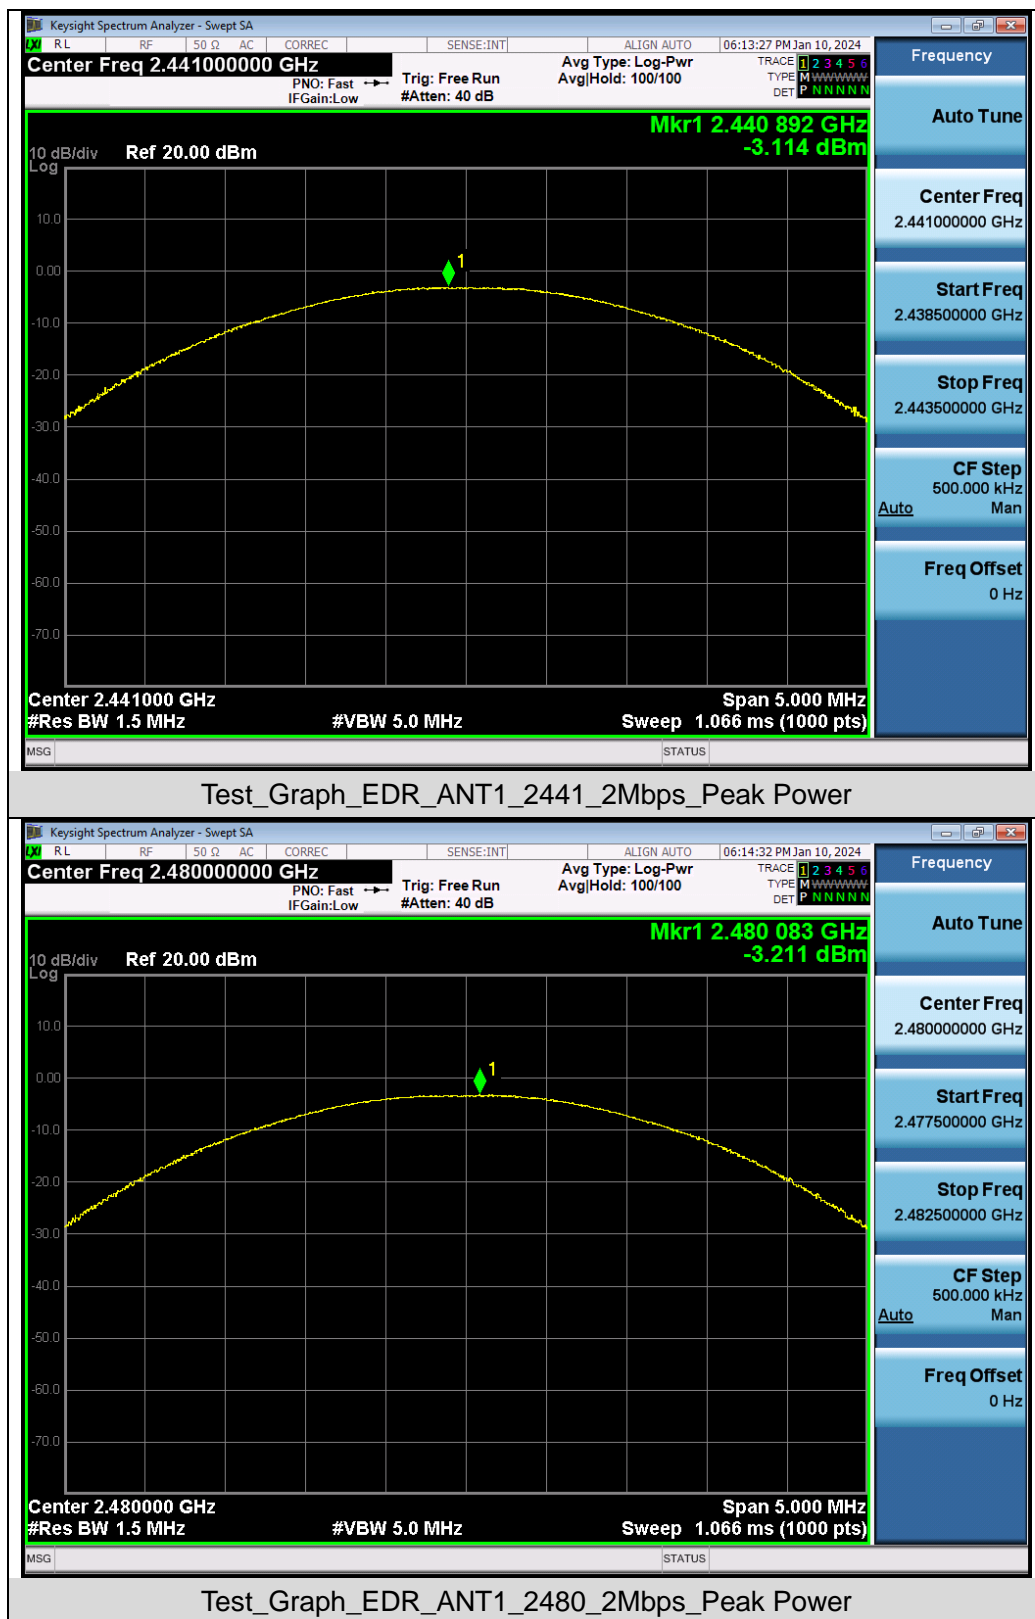 Keysight Spectrum Analyzer - Swept SA
LXI RL RF 50 Ω AC CORREC SENSE:INT ALIGN AUTO 06:13:27 PM Jan 10, 2024
Center Freq 2.441000000 GHz
PNO: Fast
IFGain:Low
Trig: Free Run
#Atten: 40 dB
Avg Type: Log-Pwr
Avg|Hold: 100/100
TRACE 1 2 3 4 5 6
TYPE M WWWWW
DET P N N N N N
Mkr1 2.440 892 GHz
-3.114 dBm
10 dB/div Ref 20.00 dBm
Log
10.0
0.00
-10.0
-20.0
-30.0
-40.0
-50.0
-60.0
-70.0
1
Center 2.441000 GHz Span 5.000 MHz
#Res BW 1.5 MHz #VBW 5.0 MHz Sweep 1.066 ms (1000 pts)
MSG STATUS
Frequency
Auto Tune
Center Freq
2.441000000 GHz
Start Freq
2.438500000 GHz
Stop Freq
2.443500000 GHz
CF Step
500.000 kHz
Auto Man
Freq Offset
0 Hz
Test_Graph_EDR_ANT1_2441_2Mbps_Peak Power
Keysight Spectrum Analyzer - Swept SA
LXI RL RF 50 Ω AC CORREC SENSE:INT ALIGN AUTO 06:14:32 PM Jan 10, 2024
Center Freq 2.480000000 GHz
PNO: Fast
IFGain:Low
Trig: Free Run
#Atten: 40 dB
Avg Type: Log-Pwr
Avg|Hold: 100/100
TRACE 1 2 3 4 5 6
TYPE M WWWWW
DET P N N N N N
Mkr1 2.480 083 GHz
-3.211 dBm
10 dB/div Ref 20.00 dBm
Log
10.0
0.00
-10.0
-20.0
-30.0
-40.0
-50.0
-60.0
-70.0
1
Center 2.480000 GHz Span 5.000 MHz
#Res BW 1.5 MHz #VBW 5.0 MHz Sweep 1.066 ms (1000 pts)
MSG STATUS
Frequency
Auto Tune
Center Freq
2.480000000 GHz
Start Freq
2.477500000 GHz
Stop Freq
2.482500000 GHz
CF Step
500.000 kHz
Auto Man
Freq Offset
0 Hz
Test_Graph_EDR_ANT1_2480_2Mbps_Peak Power